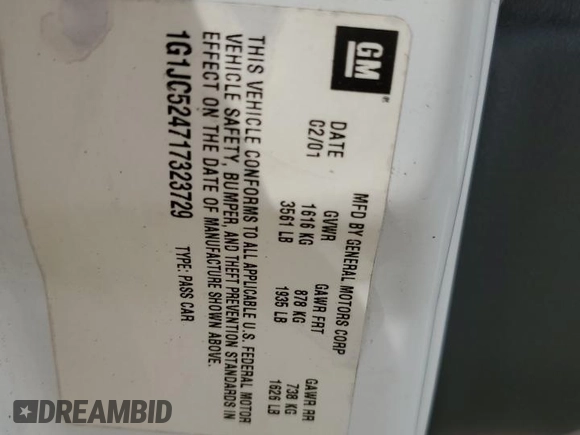 GM®
MFD BY GENERAL MOTORS CORP
DATE GVWR GAWR FRT GAWR RR
02/01 1616 KG 878 KG 738 KG
3561 LB 1935 LB 1626 LB
THIS VEHICLE CONFORMS TO ALL APPLICABLE U.S. FEDERAL MOTOR
VEHICLE SAFETY, BUMPER, AND THEFT PREVENTION STANDARDS IN
EFFECT ON THE DATE OF MANUFACTURE SHOWN ABOVE.
1G1JC524717323729 TYPE: PASS CAR
DREAMBID